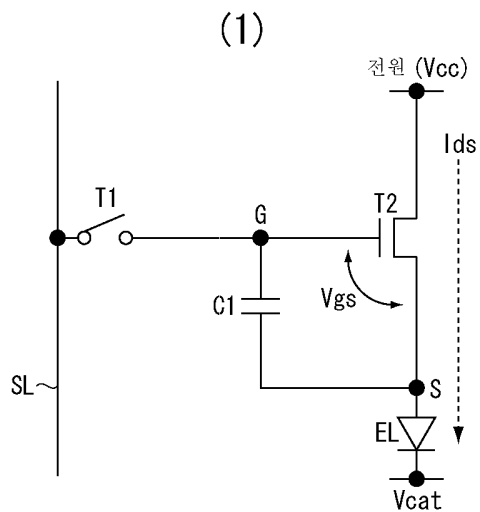 (1)
전원 (Vcc)
Ids
T1
G
T2
C1
Vgs
SL
S
EL
Vcat